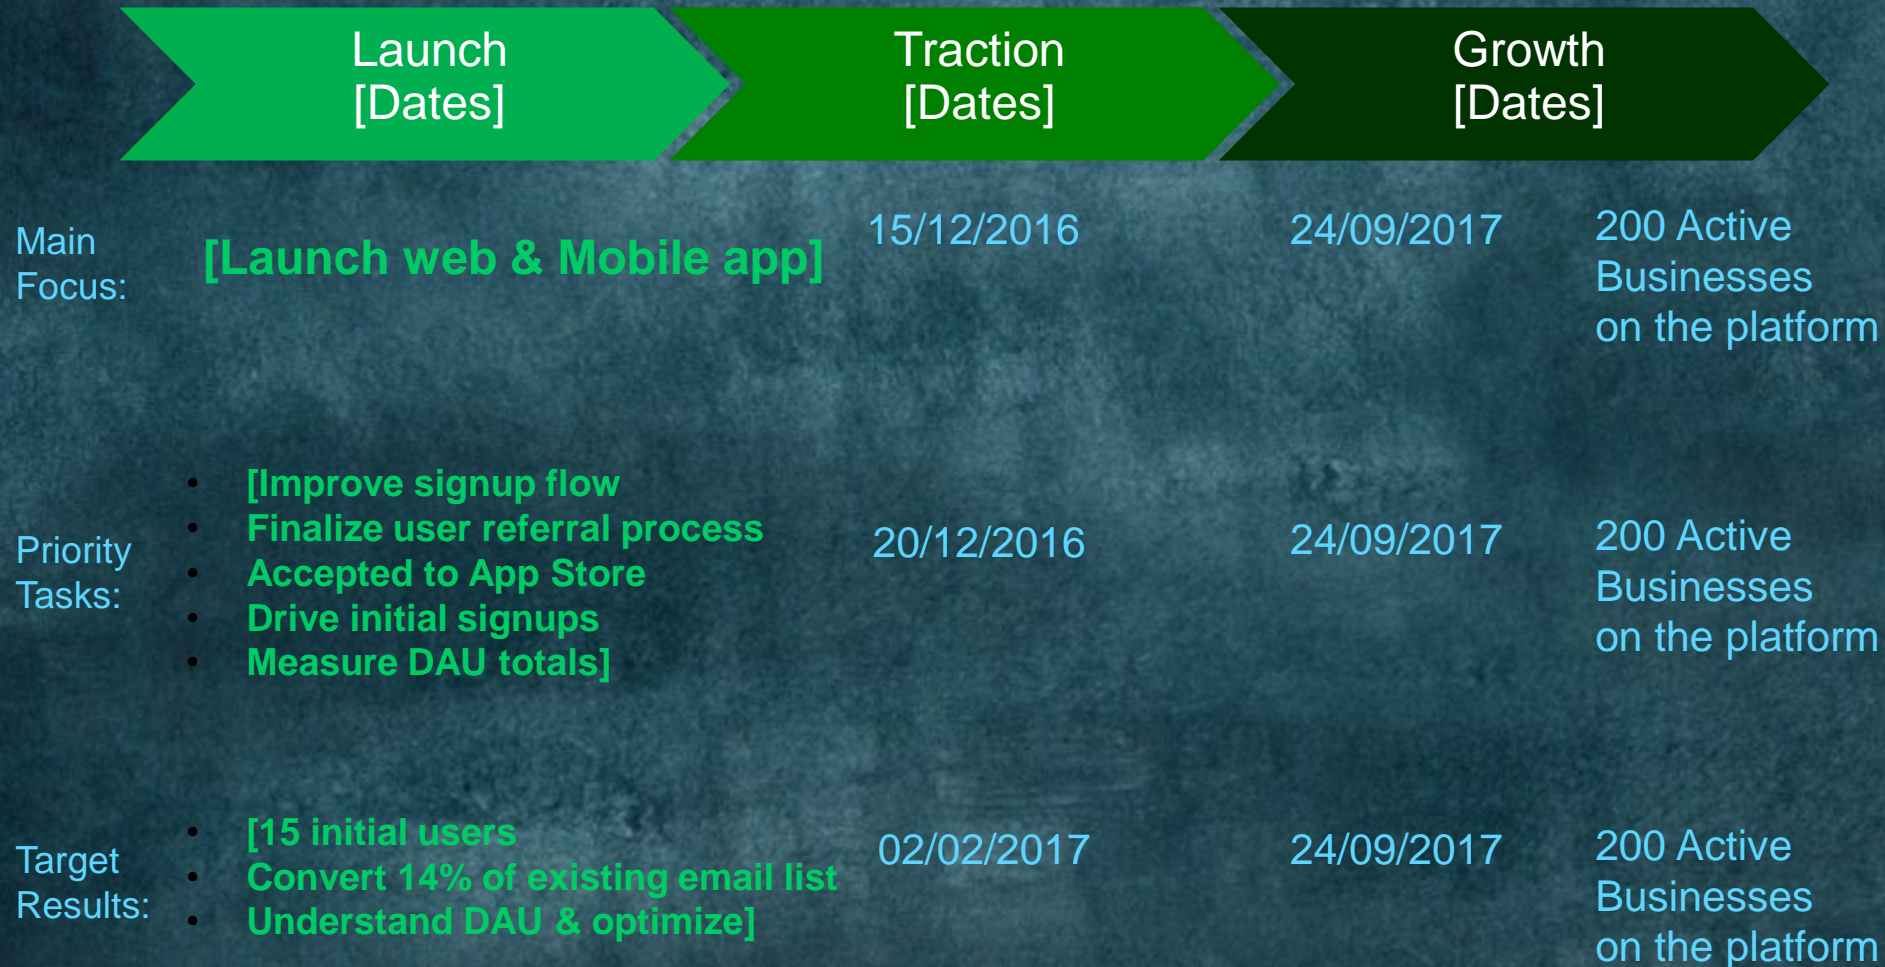 Launch
[Dates]
Traction
[Dates]
Growth
[Dates]
Main
Focus:
[Launch web & Mobile app]
15/12/2016
24/09/2017
200 Active
Businesses
on the platform
Priority
Tasks:
• [Improve signup flow
• Finalize user referral process
• Accepted to App Store
• Drive initial signups
• Measure DAU totals]
20/12/2016
24/09/2017
200 Active
Businesses
on the platform
Target
Results:
• [15 initial users
• Convert 14% of existing email list
• Understand DAU & optimize]
02/02/2017
24/09/2017
200 Active
Businesses
on the platform